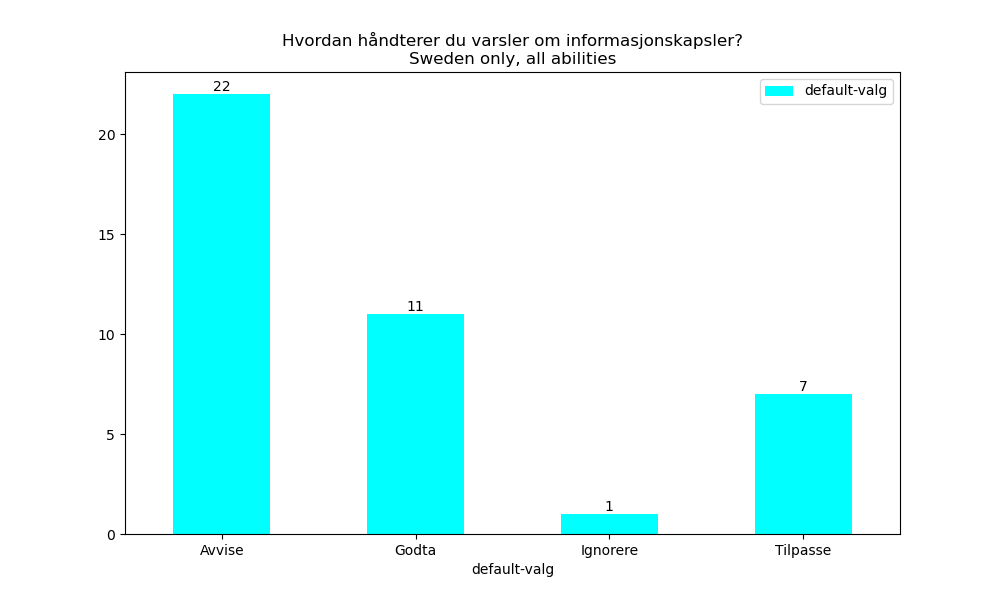 Hvordan håndterer du varsler om informasjonskapsler?
Sweden only, all abilities
default-valg
22
11
1
7
20
15
10
5
0
Avvise
Godta
Ignorere
Tilpasse
default-valg